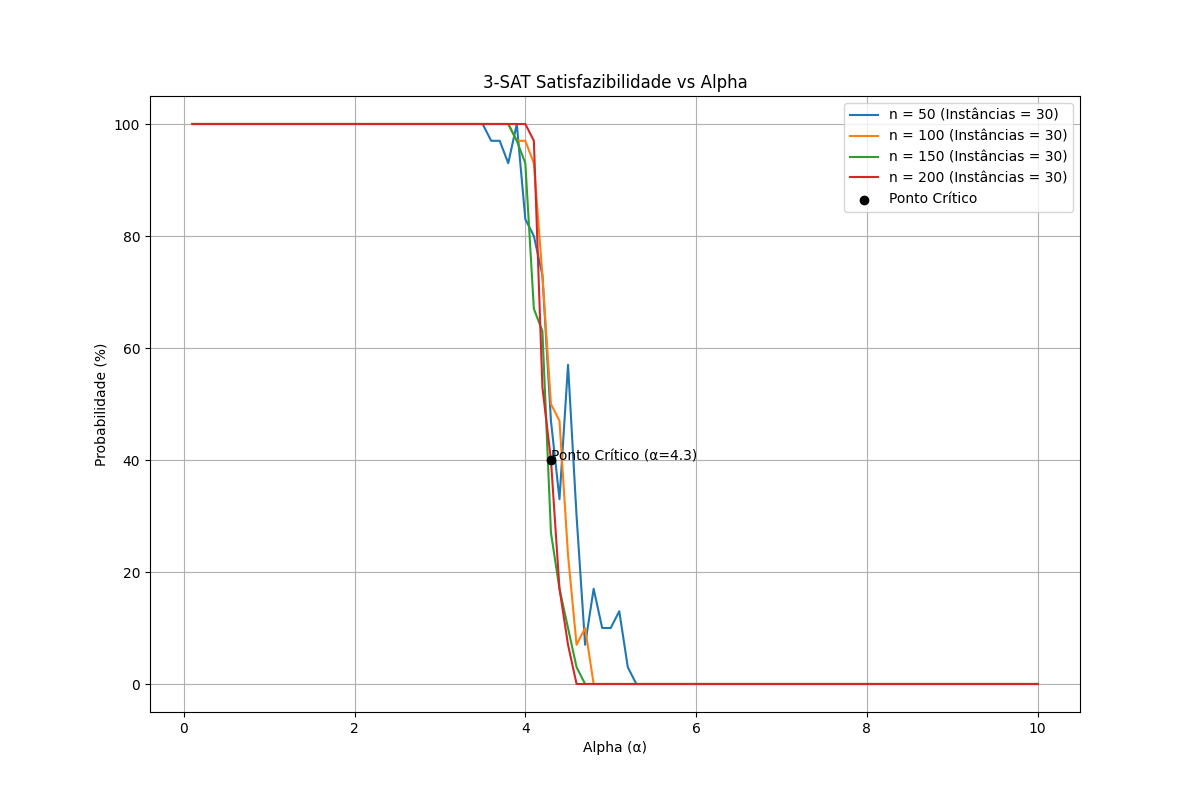 3-SAT Satisfazibilidade vs Alpha
n = 50 (Instâncias = 30)
n = 100 (Instâncias = 30)
n = 150 (Instâncias = 30)
n = 200 (Instâncias = 30)
Ponto Crítico
100
80
60
40
20
0
Probabilidade (%)
Ponto Crítico (α=4.3)
0
2
4
6
8
10
Alpha (α)